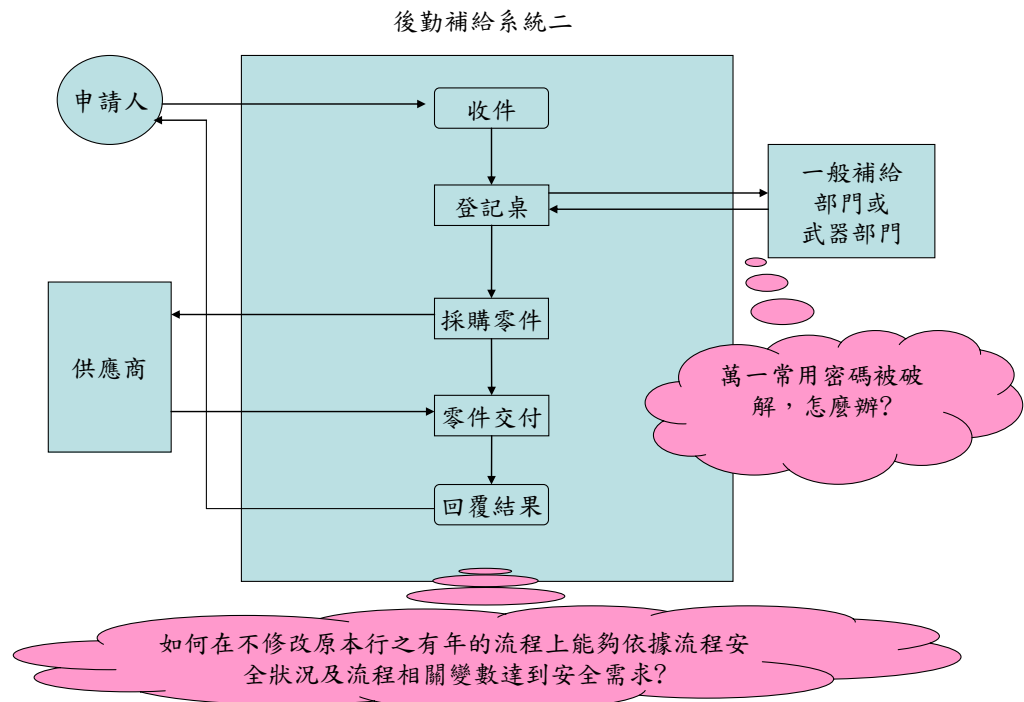 後勤補給系統二
申請人
收件
登記桌
一般補給
部門或
武器部門
採購零件
供應商
零件交付
回覆結果
萬一常用密碼被破
解，怎麼辦?
如何在不修改原本行之有年的流程上能夠依據流程安
全狀況及流程相關變數達到安全需求?